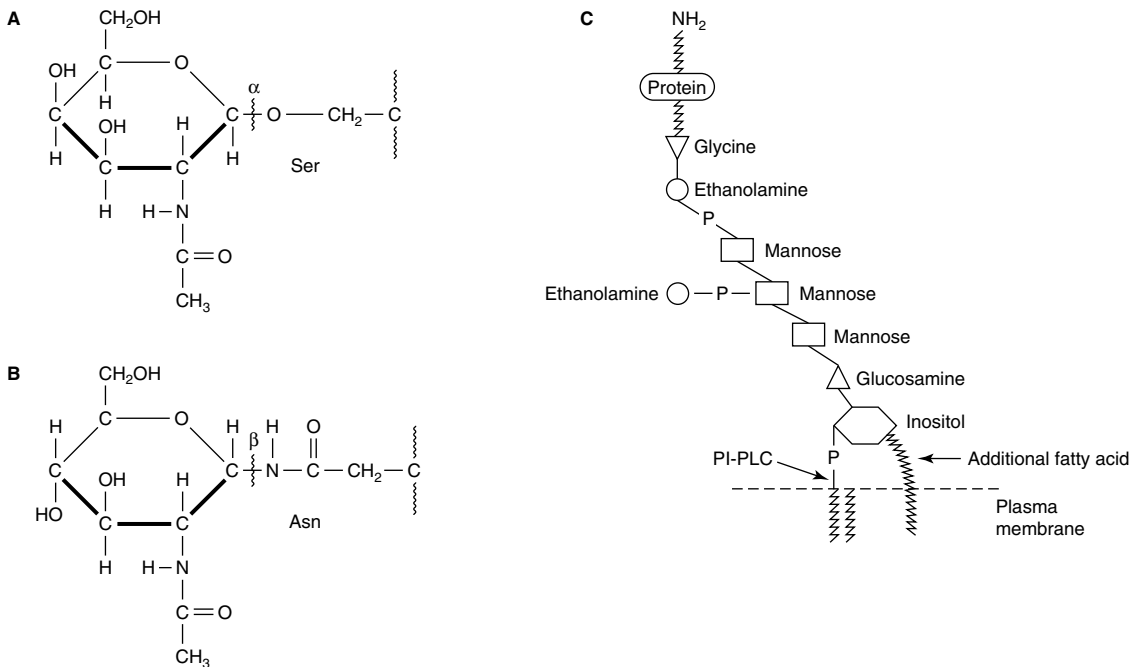 A
CH₂OH
C
O
OH
H
α
C
OH
H
C
O
CH₂
C
H
C
C
H
Ser
H
H
N
C
O
CH₃
B
CH₂OH
H
C
O
H
H
O
β
C
OH
H
C
N
C
CH₂
C
HO
C
C
Asn
H
H
N
C
O
CH₃
C
NH₂
Protein
Glycine
Ethanolamine
P
Mannose
Ethanolamine
P
Mannose
Mannose
Glucosamine
Inositol
PI-PLC
P
Additional fatty acid
Plasma
membrane